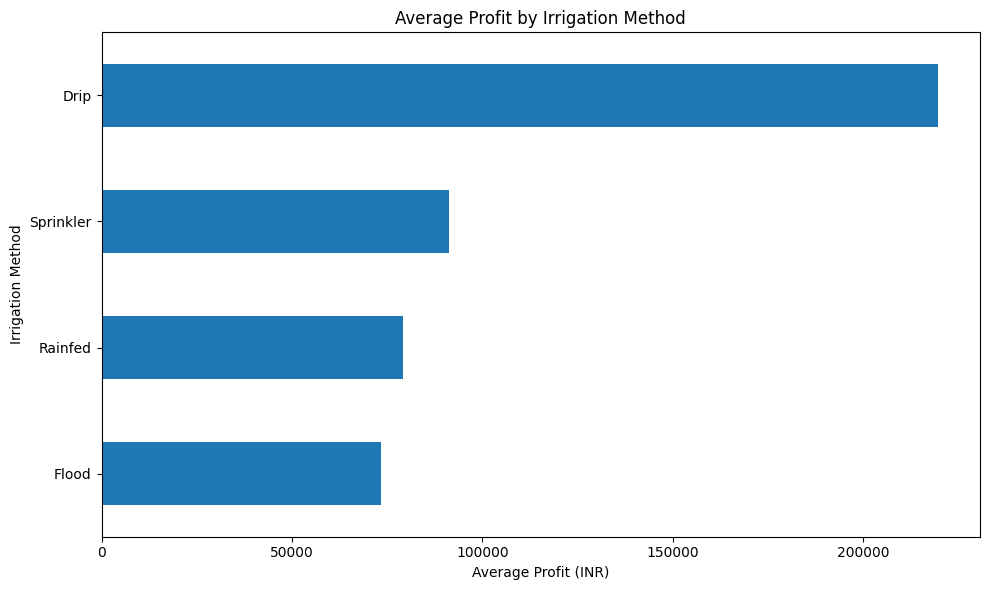 Average Profit by Irrigation Method
Irrigation Method
Drip
Sprinkler
Rainfed
Flood
0 50000 100000 150000 200000
Average Profit (INR)